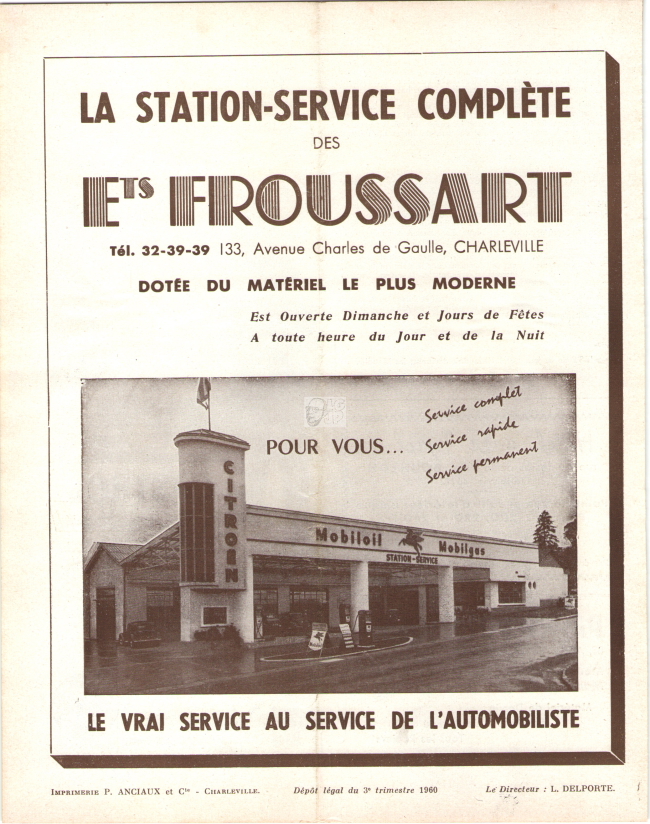 LA STATION-SERVICE COMPLÈTE
DES
ETS FROUSSART
Tél. 32-39-39 133, Avenue Charles de Gaulle, CHARLEVILLE
DOTÉE DU MATÉRIEL LE PLUS MODERNE
Est Ouverte Dimanche et Jours de Fêtes
A toute heure du Jour et de la Nuit
POUR VOUS...
Service complet
Service rapide
Service permanent
CITROËN
Mobiloil Mobilgas
STATION-SERVICE
LE VRAI SERVICE AU SERVICE DE L'AUTOMOBILISTE
IMPRIMERIE P. ANCIAUX et Cie - CHARLEVILLE. Dépôt légal du 3e trimestre 1960 Le Directeur : L. DELPORTE.